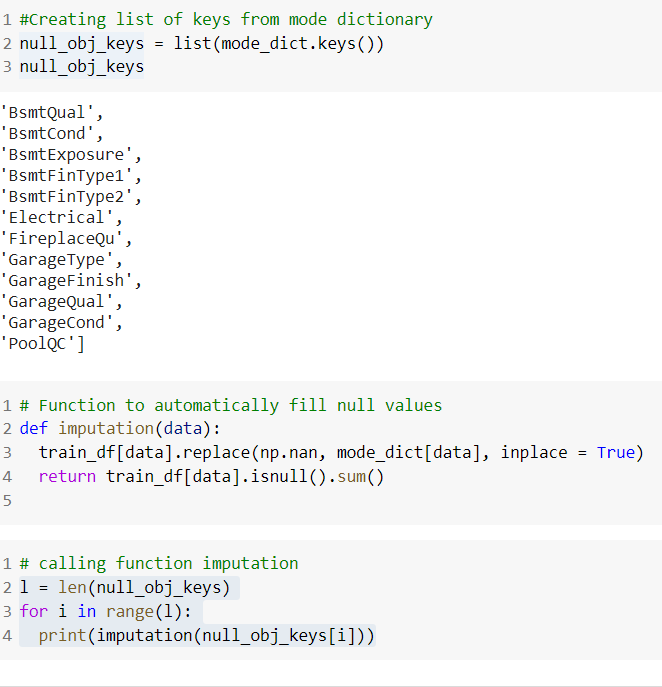 1 #Creating list of keys from mode dictionary
2 null_obj_keys = list(mode_dict.keys())
3 null_obj_keys
'BsmtQual',
'BsmtCond',
'BsmtExposure',
'BsmtFinType1',
'BsmtFinType2',
'Electrical',
'FireplaceQu',
'GarageType',
'GarageFinish',
'GarageQual',
'GarageCond',
'PoolQC']
1 # Function to automatically fill null values
2 def imputation(data):
3   train_df[data].replace(np.nan, mode_dict[data], inplace = True)
4   return train_df[data].isnull().sum()
5
1 # calling function imputation
2 l = len(null_obj_keys)
3 for i in range(l):
4   print(imputation(null_obj_keys[i]))